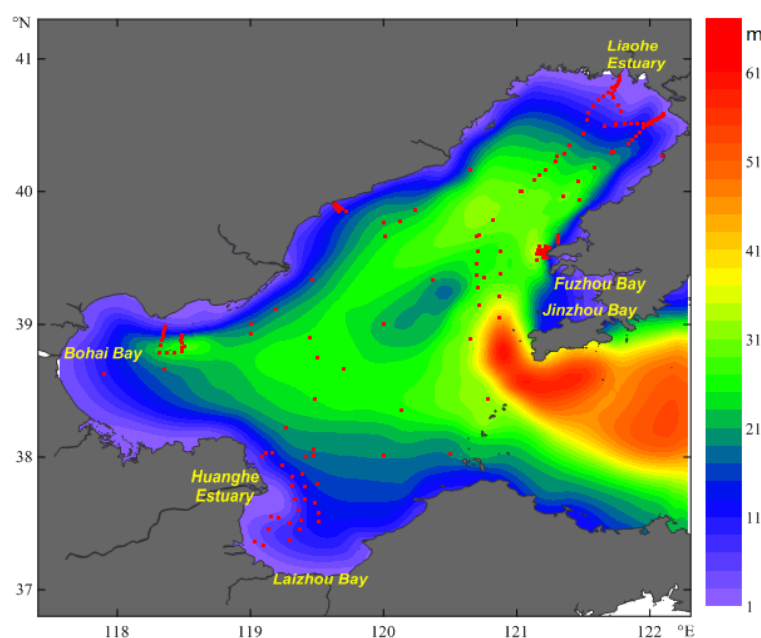 °N
m
41
Liaohe
Estuary
61
51
40
41
Fuzhou Bay
Jinzhou Bay
39
31
Bohai Bay
21
38
Huanghe
Estuary
11
Laizhou Bay
37
1
118
119
120
121
°E
122